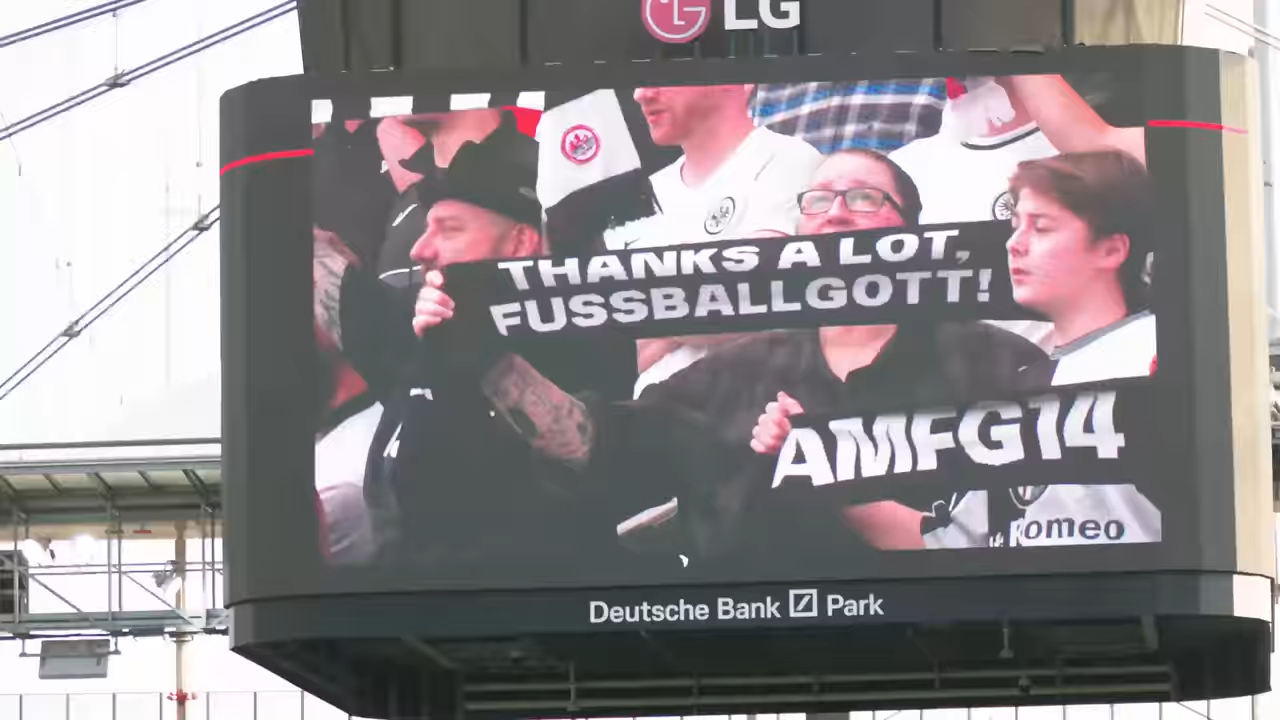 LG
THANKS A LOT,
FUSSBALLGOTT!
AMFG14
Romeo
Deutsche Bank Park